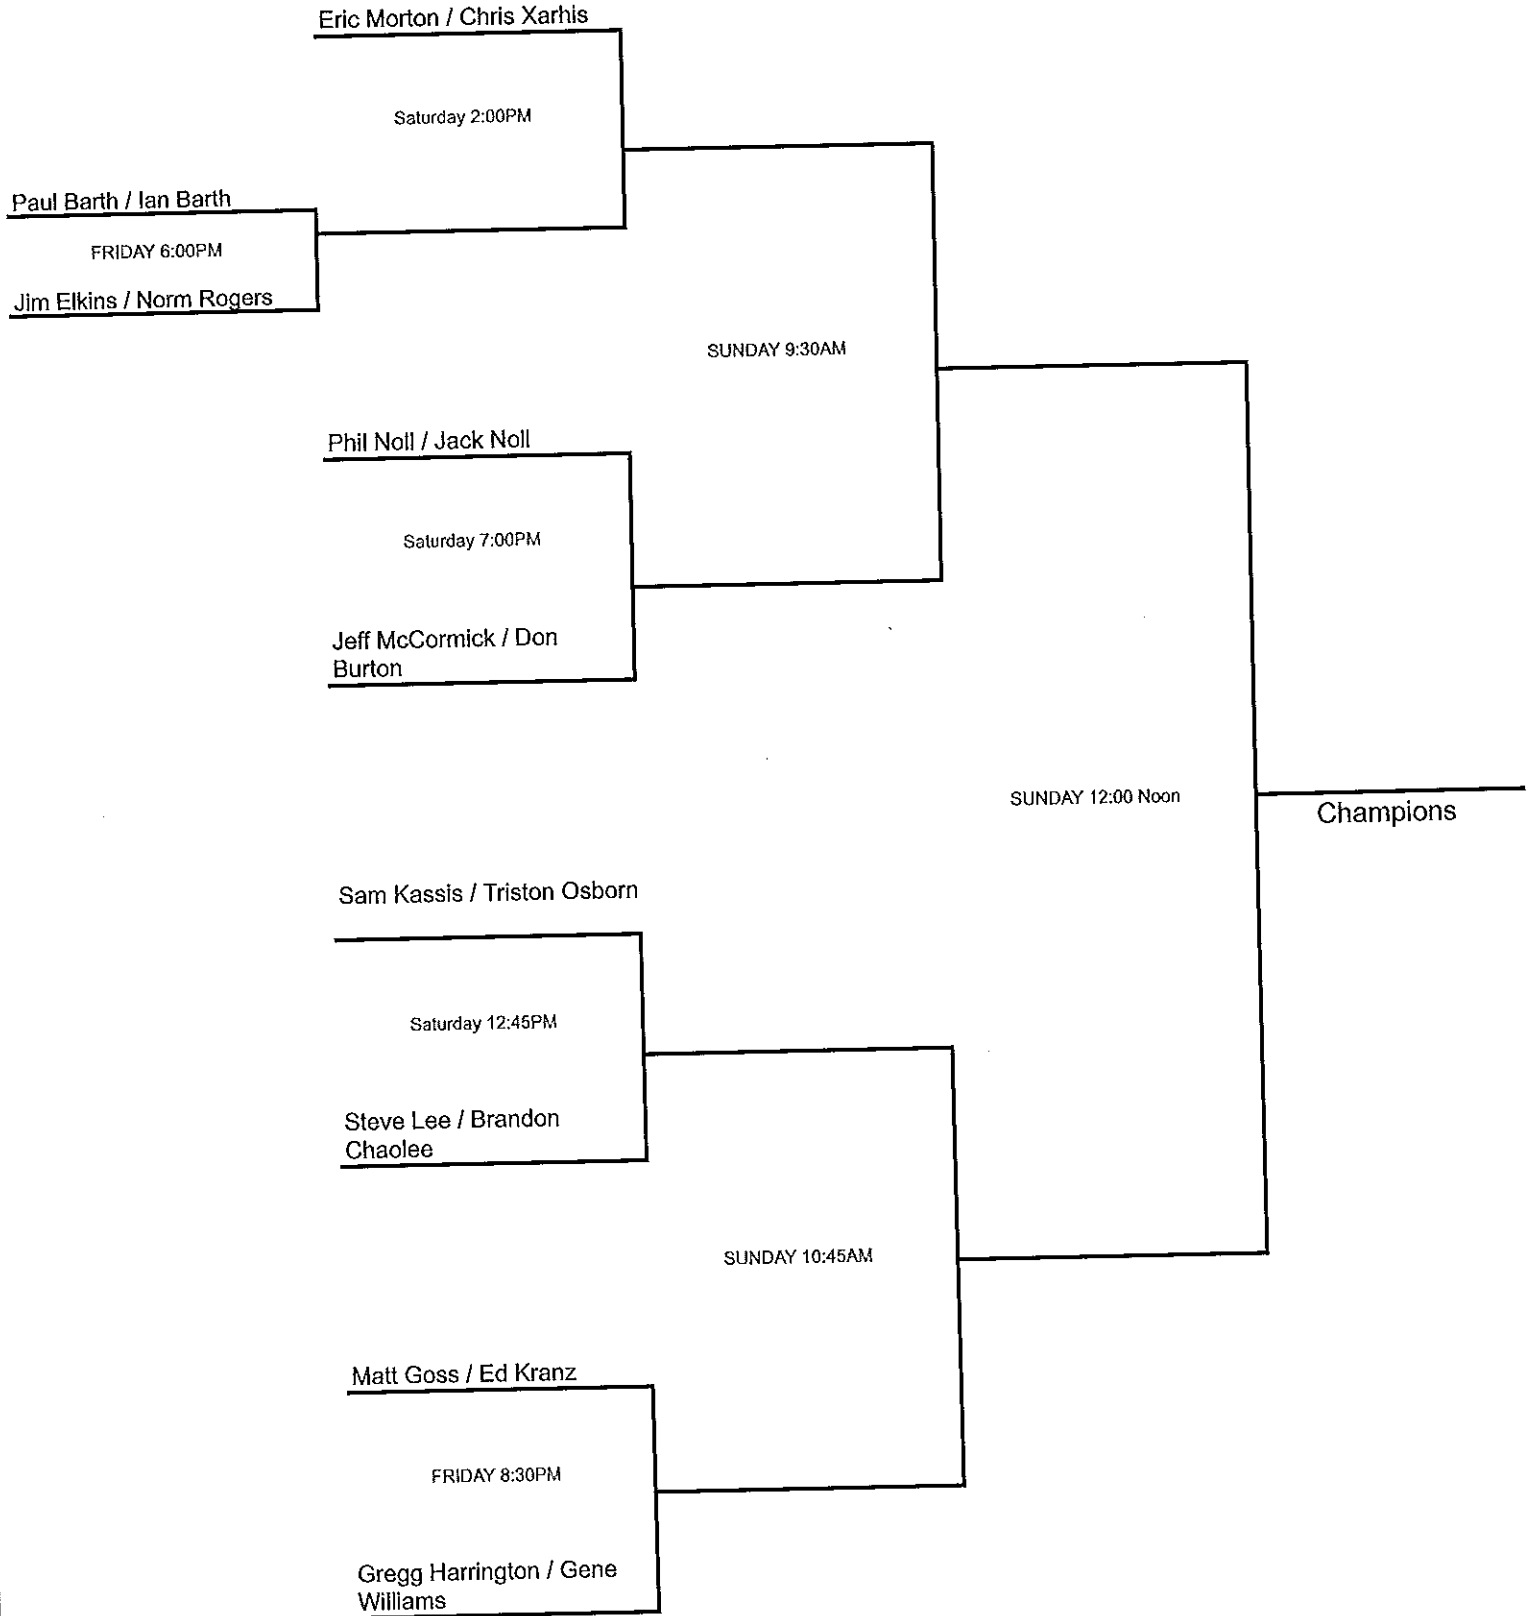 Eric Morton / Chris Xarhis
Saturday 2:00PM
Paul Barth / Ian Barth
FRIDAY 6:00PM
Jim Elkins / Norm Rogers
SUNDAY 9:30AM
Phil Noll / Jack Noll
Saturday 7:00PM
Jeff McCormick / Don
Burton
SUNDAY 12:00 Noon
Champions
Sam Kassis / Triston Osborn
Saturday 12:45PM
Steve Lee / Brandon
Chaolee
SUNDAY 10:45AM
Matt Goss / Ed Kranz
FRIDAY 8:30PM
Gregg Harrington / Gene
Williams